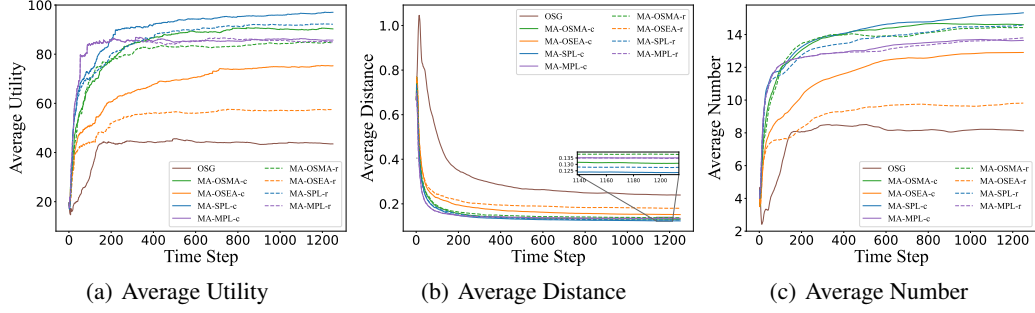 Average Utility
100
80
60
40
20
0 200 400 600 800 1000 1200
Time Step
OSG
MA-OSMA-c
MA-OSEA-c
MA-SPL-c
MA-MPL-c
MA-OSMA-r
MA-OSEA-r
MA-SPL-r
MA-MPL-r
(a) Average Utility
Average Distance
1.0
0.8
0.6
0.4
0.2
0 200 400 600 800 1000 1200
Time Step
OSG
MA-OSMA-c
MA-OSEA-c
MA-SPL-c
MA-MPL-c
MA-OSMA-r
MA-OSEA-r
MA-SPL-r
MA-MPL-r
0.135
0.130
0.125
1140 1160 1180 1200
(b) Average Distance
Average Number
14
12
10
8
6
4
2
0 200 400 600 800 1000 1200
Time Step
OSG
MA-OSMA-c
MA-OSEA-c
MA-SPL-c
MA-MPL-c
MA-OSMA-r
MA-OSEA-r
MA-SPL-r
MA-MPL-r
(c) Average Number